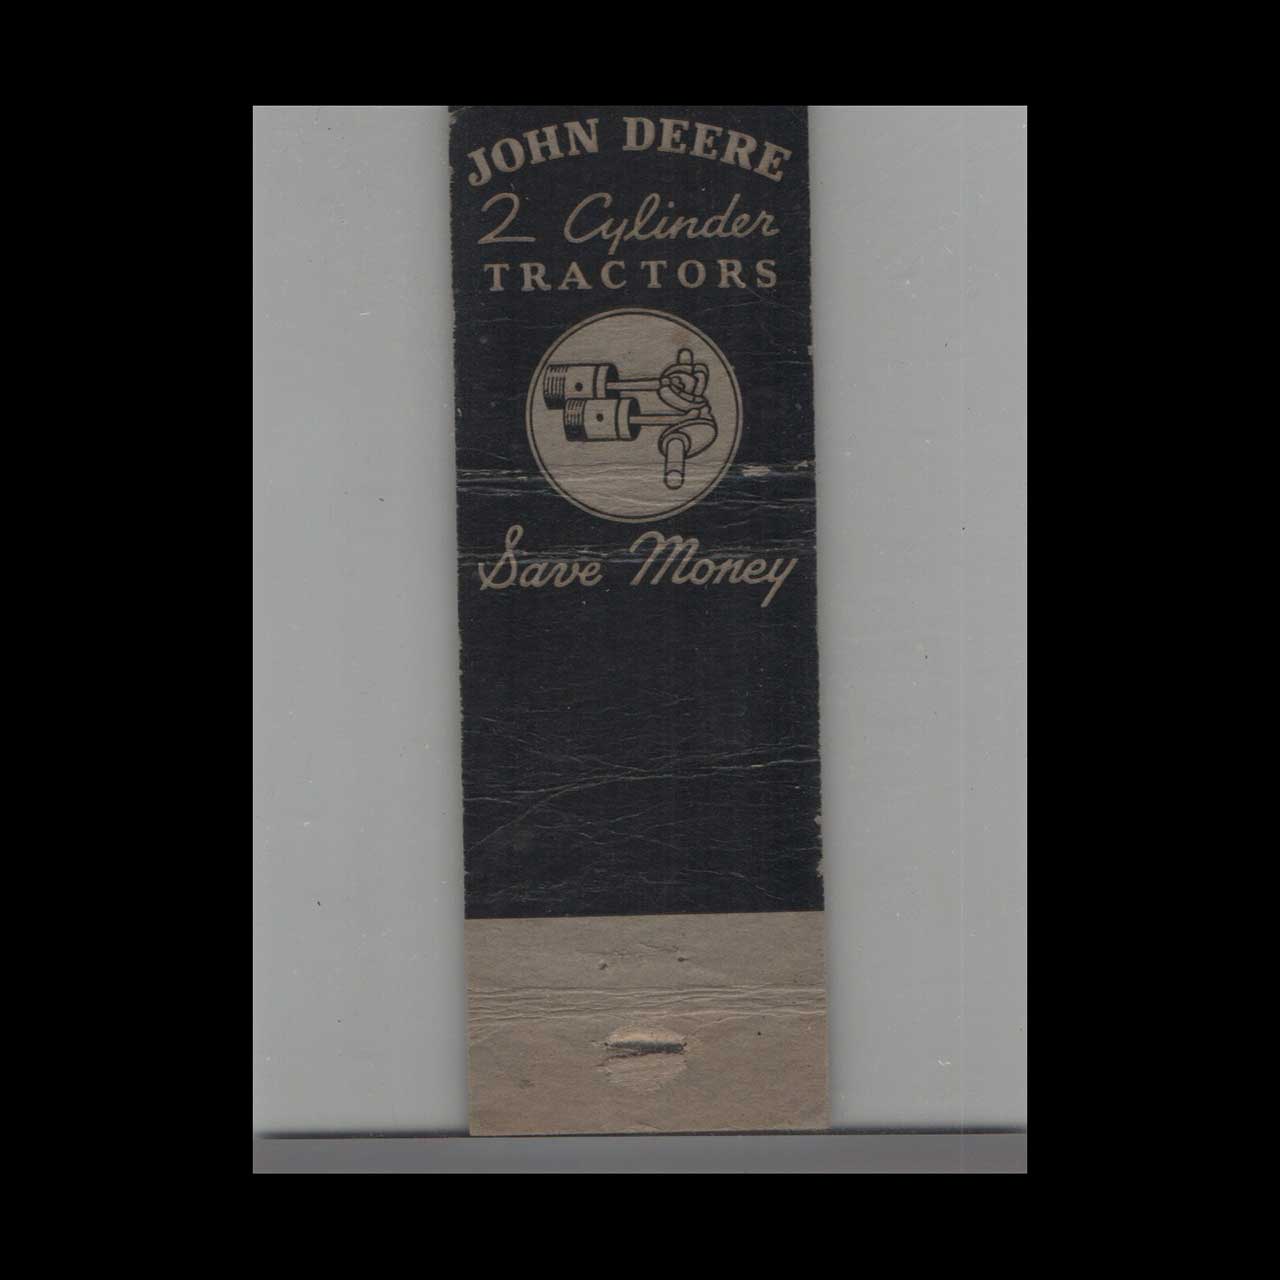 JOHN DEERE
2 Cylinder
TRACTORS
Save Money